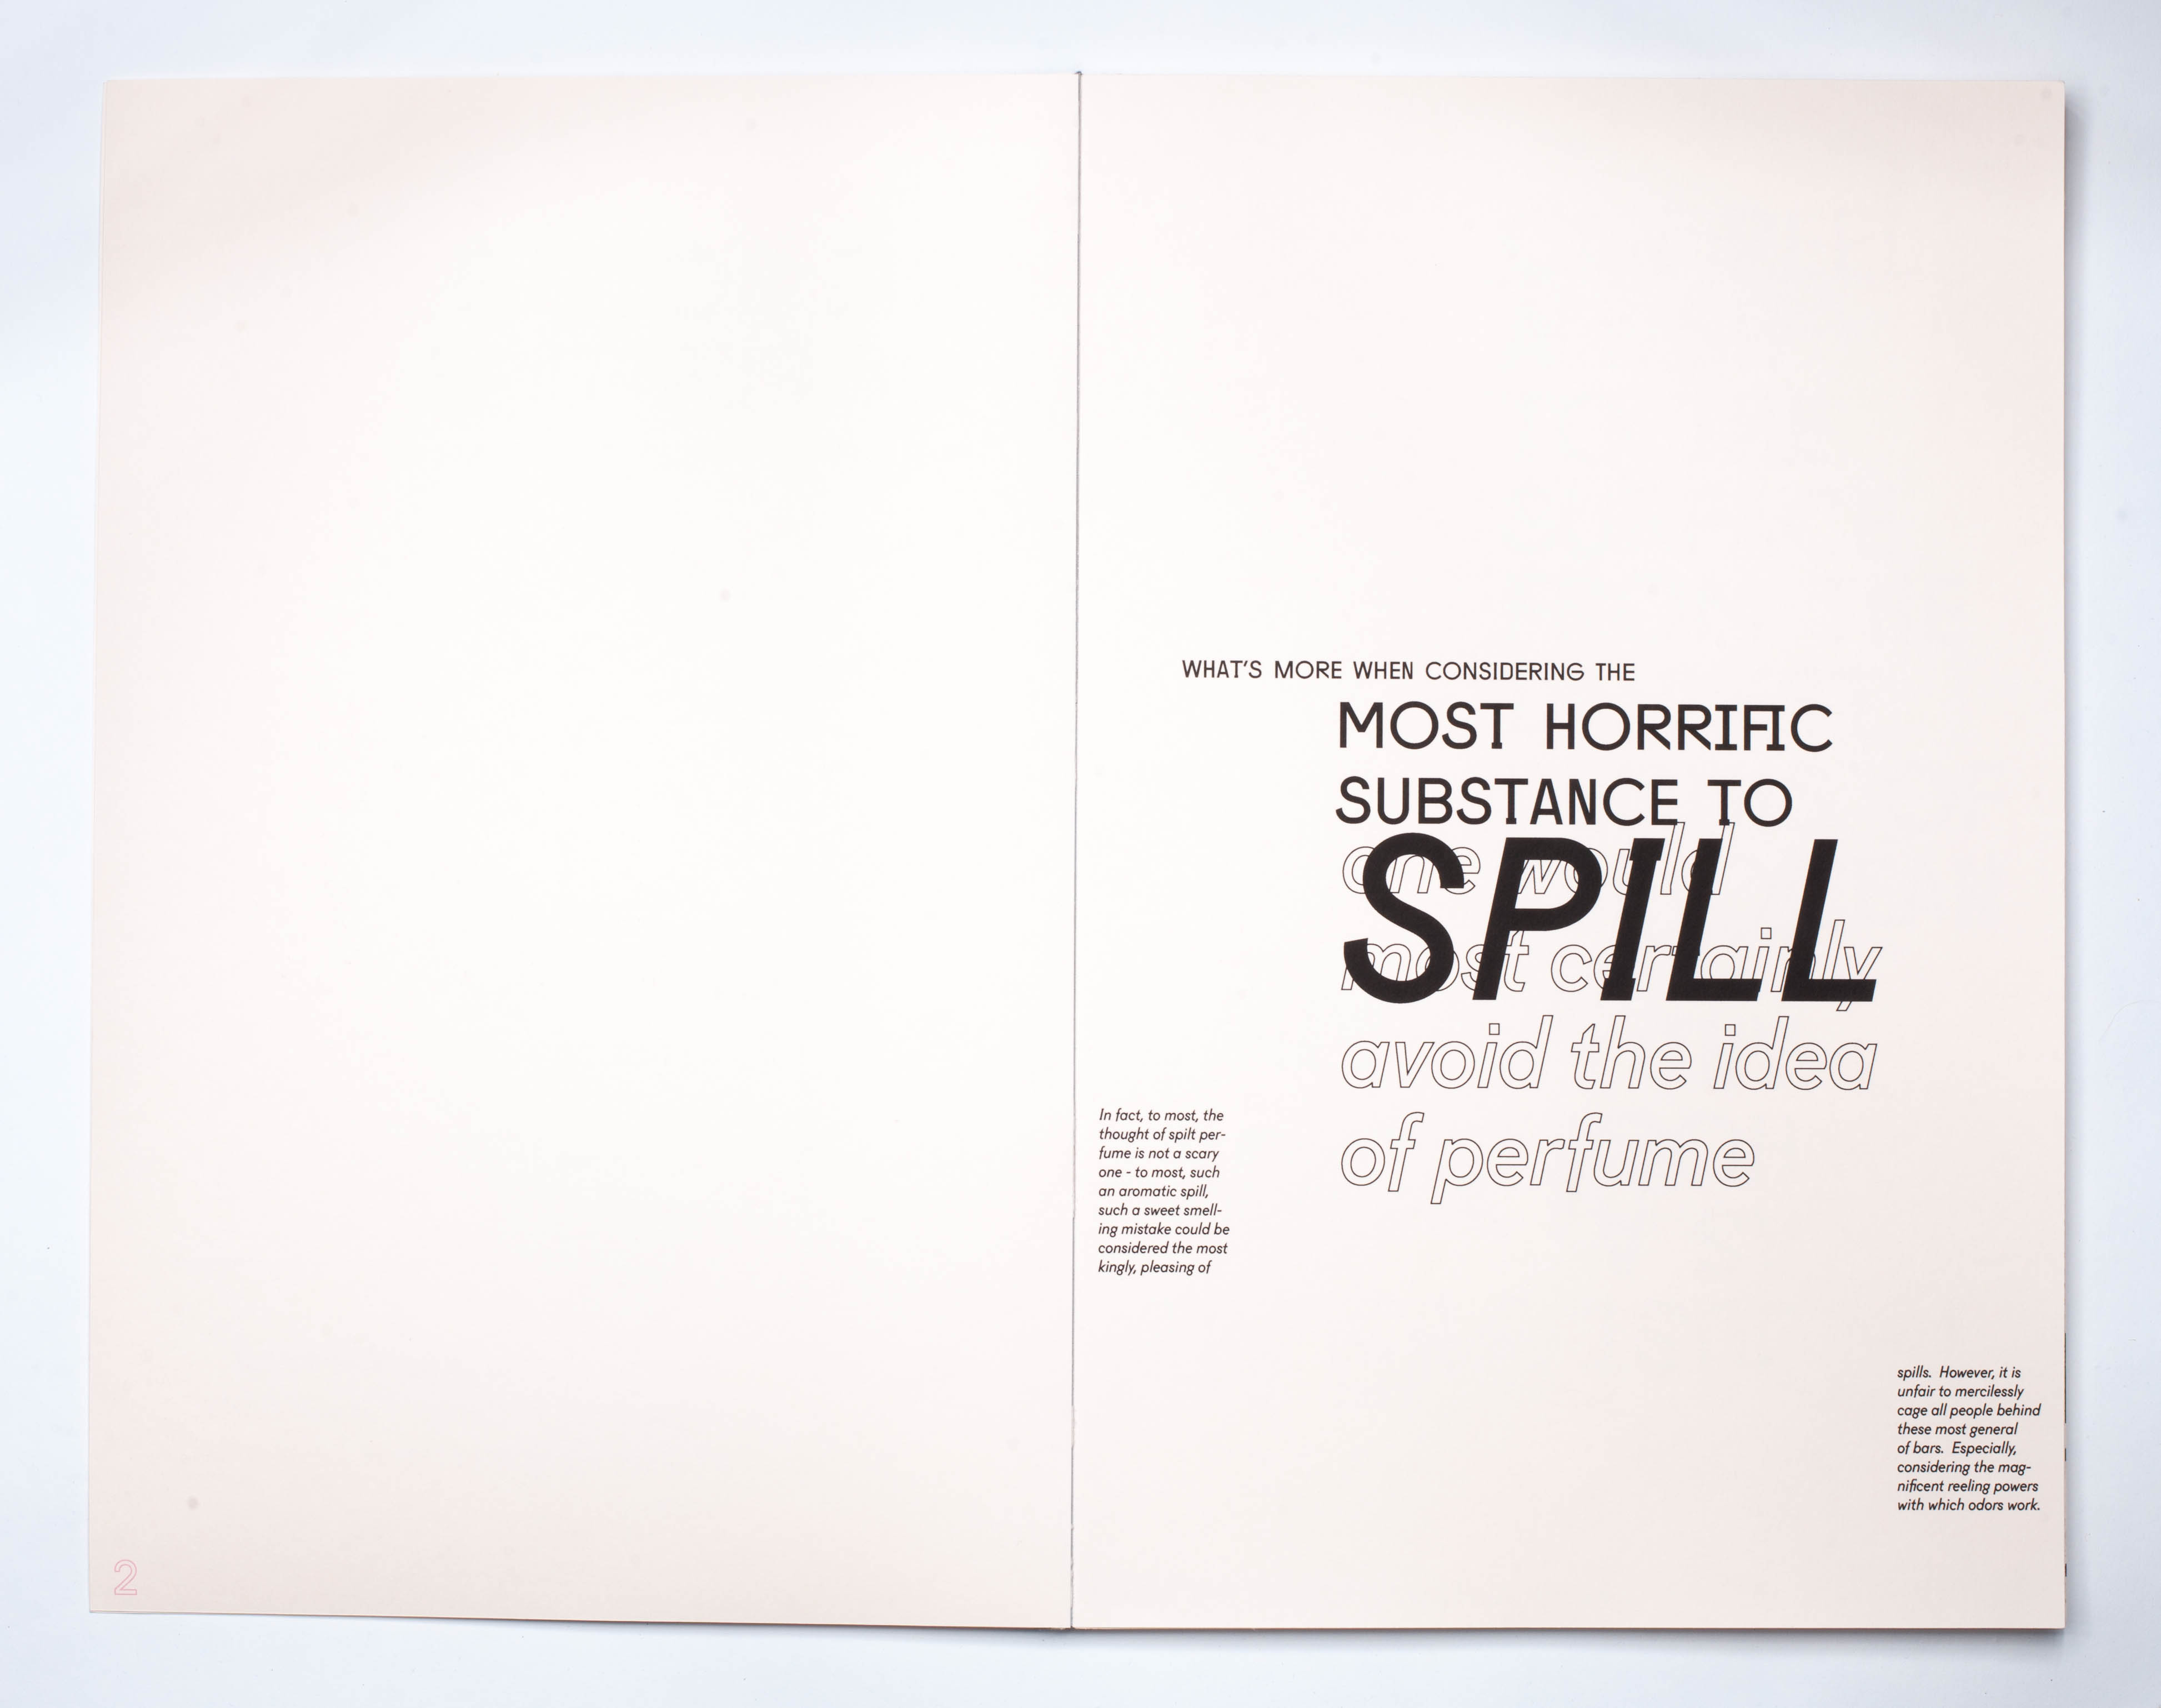 WHAT'S MORE WHEN CONSIDERING THE
MOST HORRIFIC
SUBSTANCE TO
SPILL
one would
most certainly
avoid the idea
of perfume
In fact, to most, the
thought of spilt per-
fume is not a scary
one - to most, such
an aromatic spill,
such a sweet smell-
ing mistake could be
considered the most
kingly, pleasing of
spills.  However, it is
unfair to mercilessly
cage all people behind
these most general
of bars.  Especially,
considering the mag-
nificent reeling powers
with which odors work.
2